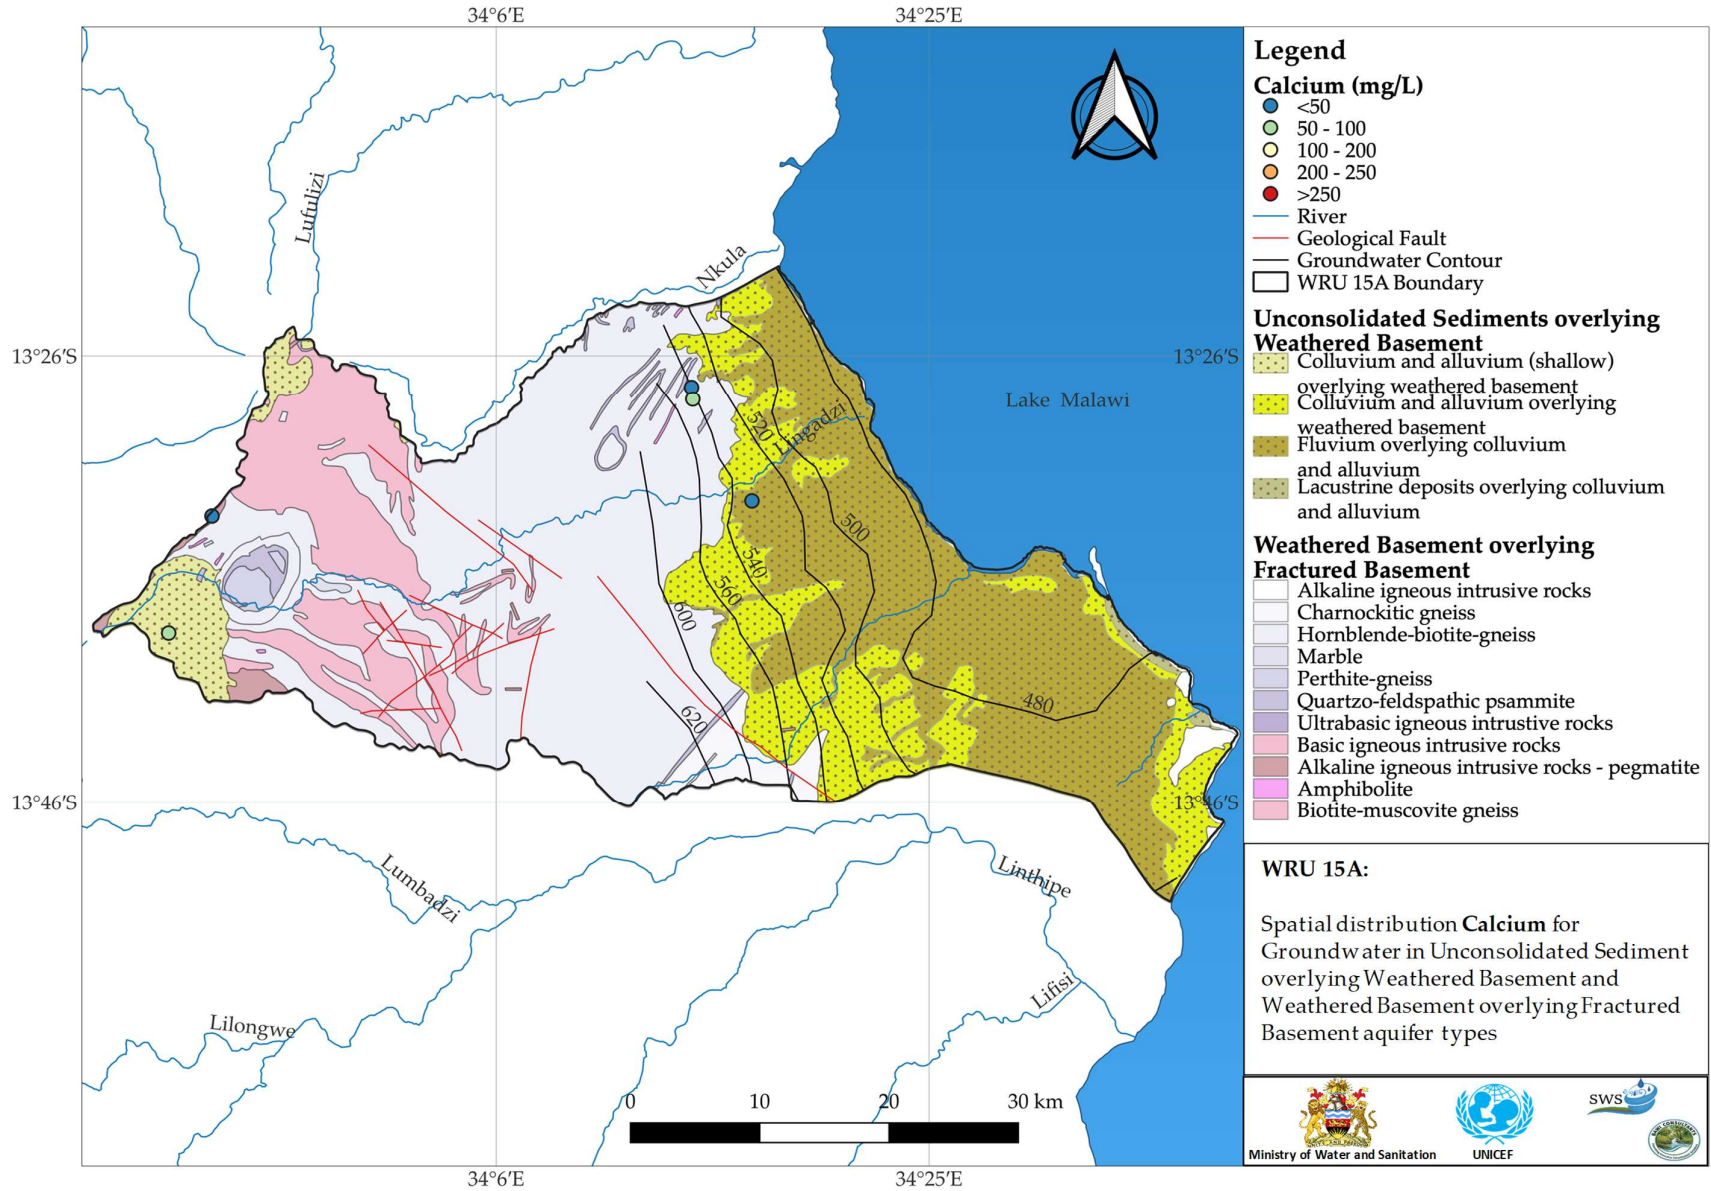 34°6′E
34°25′E
Legend
Calcium (mg/L)
<50
50 - 100
100 - 200
200 - 250
>250
River
Geological Fault
Groundwater Contour
WRU 15A Boundary
Unconsolidated Sediments overlying
Weathered Basement
Colluvium and alluvium (shallow)
overlying weathered basement
Colluvium and alluvium overlying
weathered basement
Fluvium overlying colluvium
and alluvium
Lacustrine deposits overlying colluvium
and alluvium
Weathered Basement overlying
Fractured Basement
Alkaline igneous intrusive rocks
Charnockitic gneiss
Hornblende-biotite-gneiss
Marble
Perthite-gneiss
Quartzo-feldspathic psammite
Ultrabasic igneous intrustive rocks
Basic igneous intrusive rocks
Alkaline igneous intrusive rocks - pegmatite
Amphibolite
Biotite-muscovite gneiss
Lufulizi
Nkula
13°26′S
13°26′S
Lake Malawi
520
Lingadzi
500
540
560
600
620
480
13°46′S
13°46′S
Lumbadzi
Linthipe
Lifisi
Lilongwe
0
10
20
30 km
WRU 15A:
Spatial distribution Calcium for
Groundwater in Unconsolidated Sediment
overlying Weathered Basement and
Weathered Basement overlying Fractured
Basement aquifer types
SWS
Ministry of Water and Sanitation
UNICEF
34°6′E
34°25′E